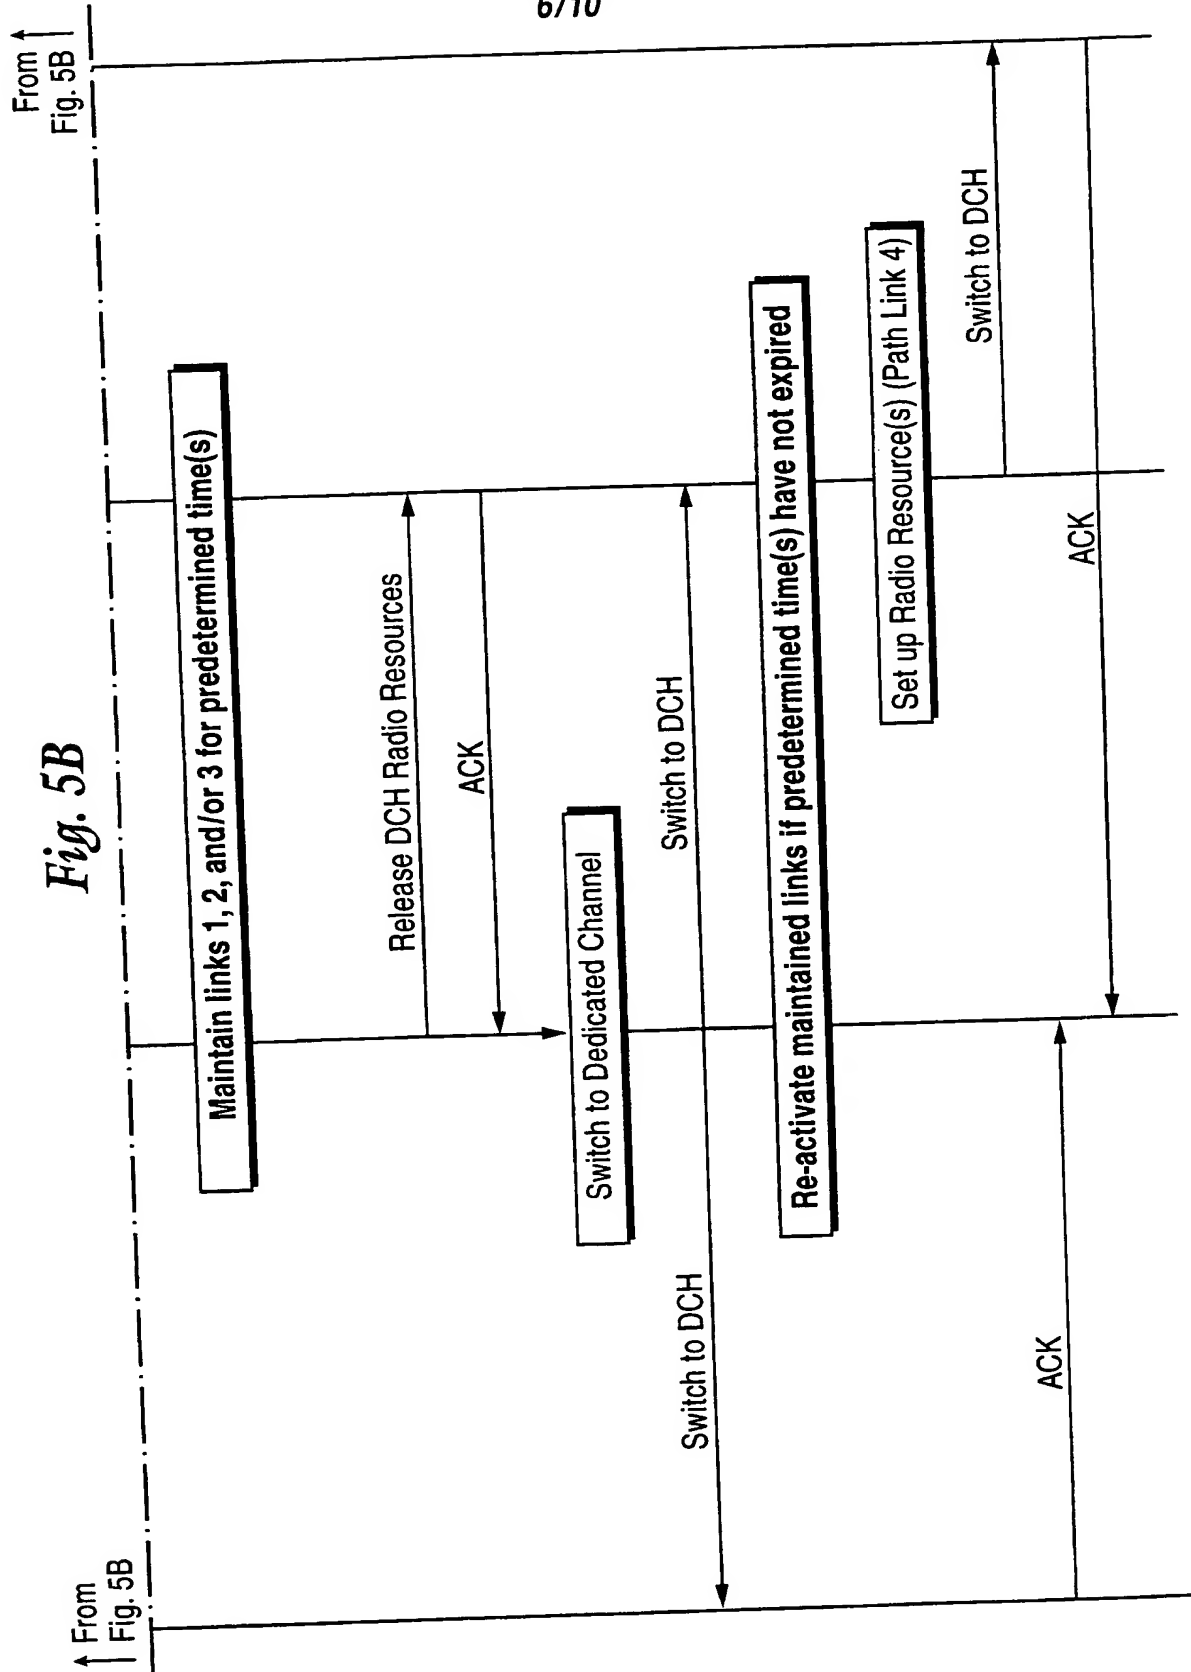 6/10
Fig. 5B
From
Fig. 5B
From
Fig. 5B
Maintain links 1, 2, and/or 3 for predetermined time(s)
Release DCH Radio Resources
ACK
Switch to Dedicated Channel
Switch to DCH
Switch to DCH
Re-activate maintained links if predetermined time(s) have not expired
Set up Radio Resource(s) (Path Link 4)
Switch to DCH
ACK
ACK